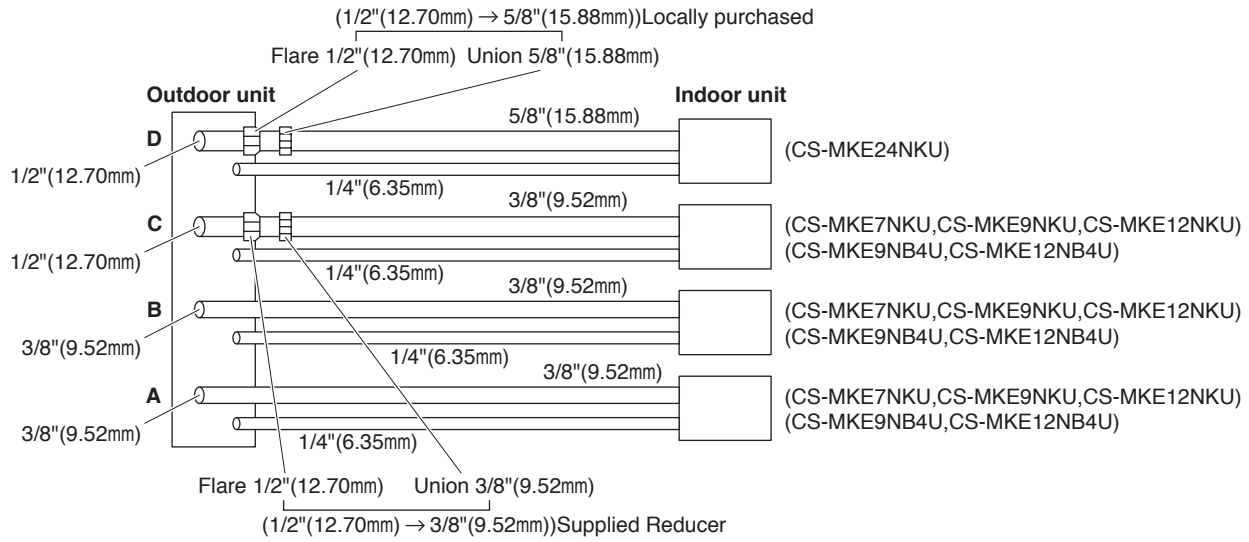 (1/2"(12.70mm) → 5/8"(15.88mm))Locally purchased
Flare 1/2"(12.70mm) Union 5/8"(15.88mm)
Outdoor unit
Indoor unit
D
5/8"(15.88mm)
(CS-MKE24NKU)
1/2"(12.70mm)
1/4"(6.35mm)
C
3/8"(9.52mm)
(CS-MKE7NKU,CS-MKE9NKU,CS-MKE12NKU)
(CS-MKE9NB4U,CS-MKE12NB4U)
1/2"(12.70mm)
1/4"(6.35mm)
B
3/8"(9.52mm)
(CS-MKE7NKU,CS-MKE9NKU,CS-MKE12NKU)
(CS-MKE9NB4U,CS-MKE12NB4U)
3/8"(9.52mm)
1/4"(6.35mm)
A
3/8"(9.52mm)
(CS-MKE7NKU,CS-MKE9NKU,CS-MKE12NKU)
(CS-MKE9NB4U,CS-MKE12NB4U)
3/8"(9.52mm)
1/4"(6.35mm)
Flare 1/2"(12.70mm) Union 3/8"(9.52mm)
(1/2"(12.70mm) → 3/8"(9.52mm))Supplied Reducer